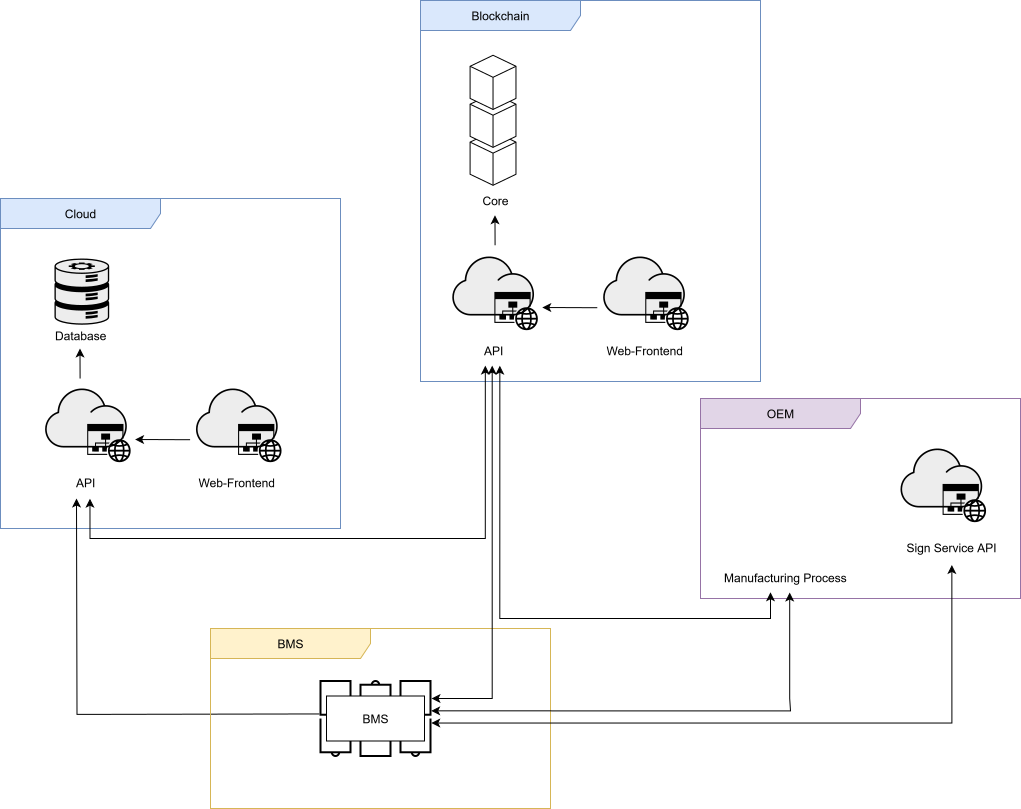 Blockchain
Core
API
Web-Frontend
Cloud
Database
API
Web-Frontend
OEM
Sign Service API
Manufacturing Process
BMS
BMS